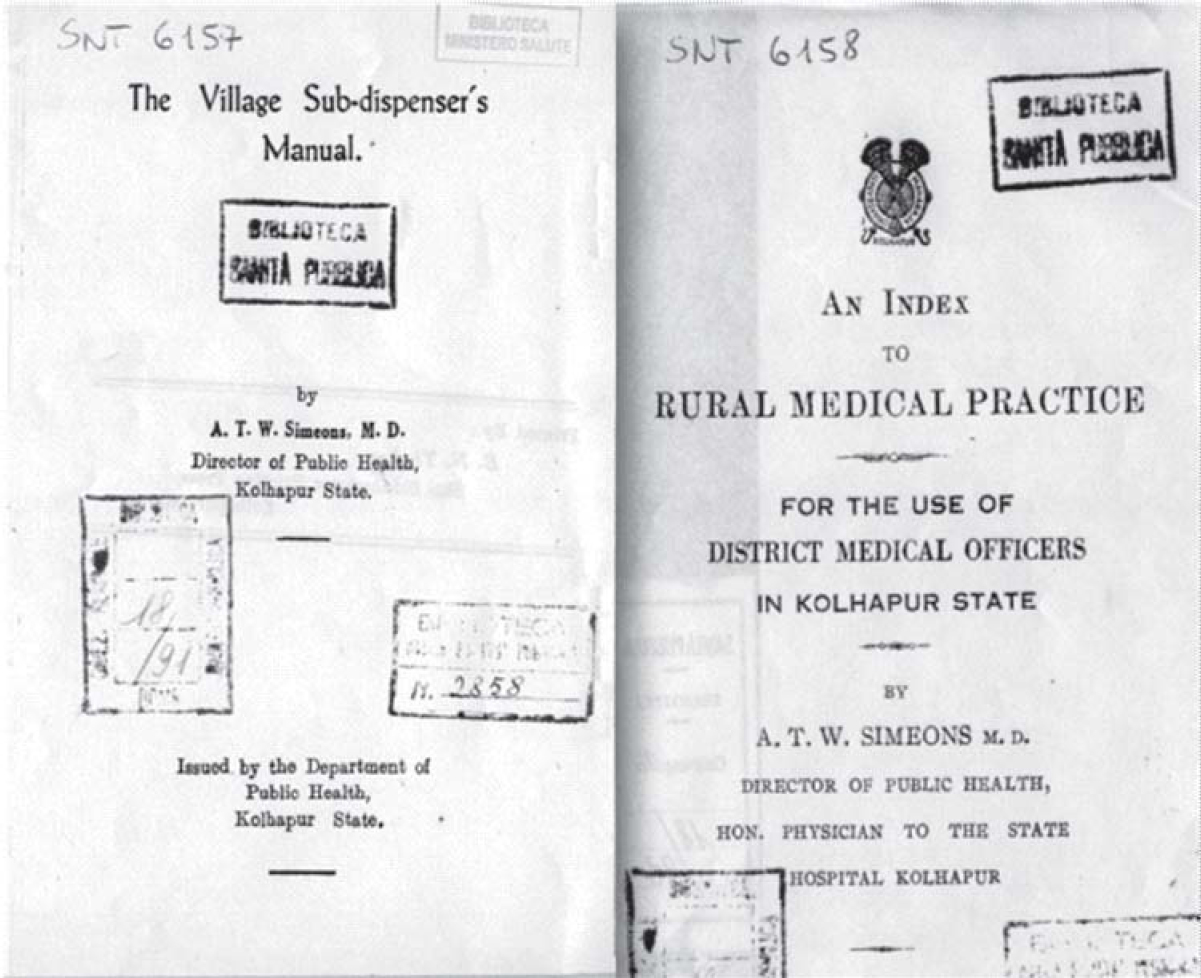 SNT 6157
BIBLIOTECA
MINISTERO SALUTE
The Village Sub-dispenser's
Manual.
BIBLIOTECA
SANITÀ PUBBLICA
by
A. T. W. Simeons, M. D.
Director of Public Health,
Kolhapur State.
18/
/91
BIBLIOTECA
N. 2858
Issued by the Department of
Public Health,
Kolhapur State.
SNT 6158
BIBLIOTECA
SANITÀ PUBBLICA
KOLHAPUR
AN INDEX
TO
RURAL MEDICAL PRACTICE
FOR THE USE OF
DISTRICT MEDICAL OFFICERS
IN KOLHAPUR STATE
BY
A. T. W. SIMEONS M. D.
DIRECTOR OF PUBLIC HEALTH,
HON. PHYSICIAN TO THE STATE
HOSPITAL KOLHAPUR